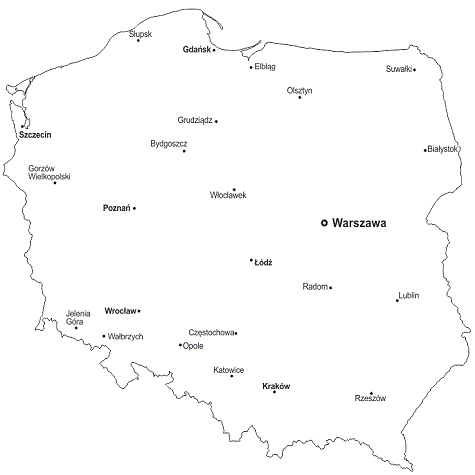 Słupsk
Gdańsk
Elbląg
Suwałki
Olsztyn
Grudziądz
Szczecin
Bydgoszcz
Białystok
Gorzów
Wielkopolski
Włocławek
Poznań
Warszawa
Łódź
Radom
Lublin
Wrocław
Jelenia
Góra
Wałbrzych
Częstochowa
Opole
Katowice
Kraków
Rzeszów